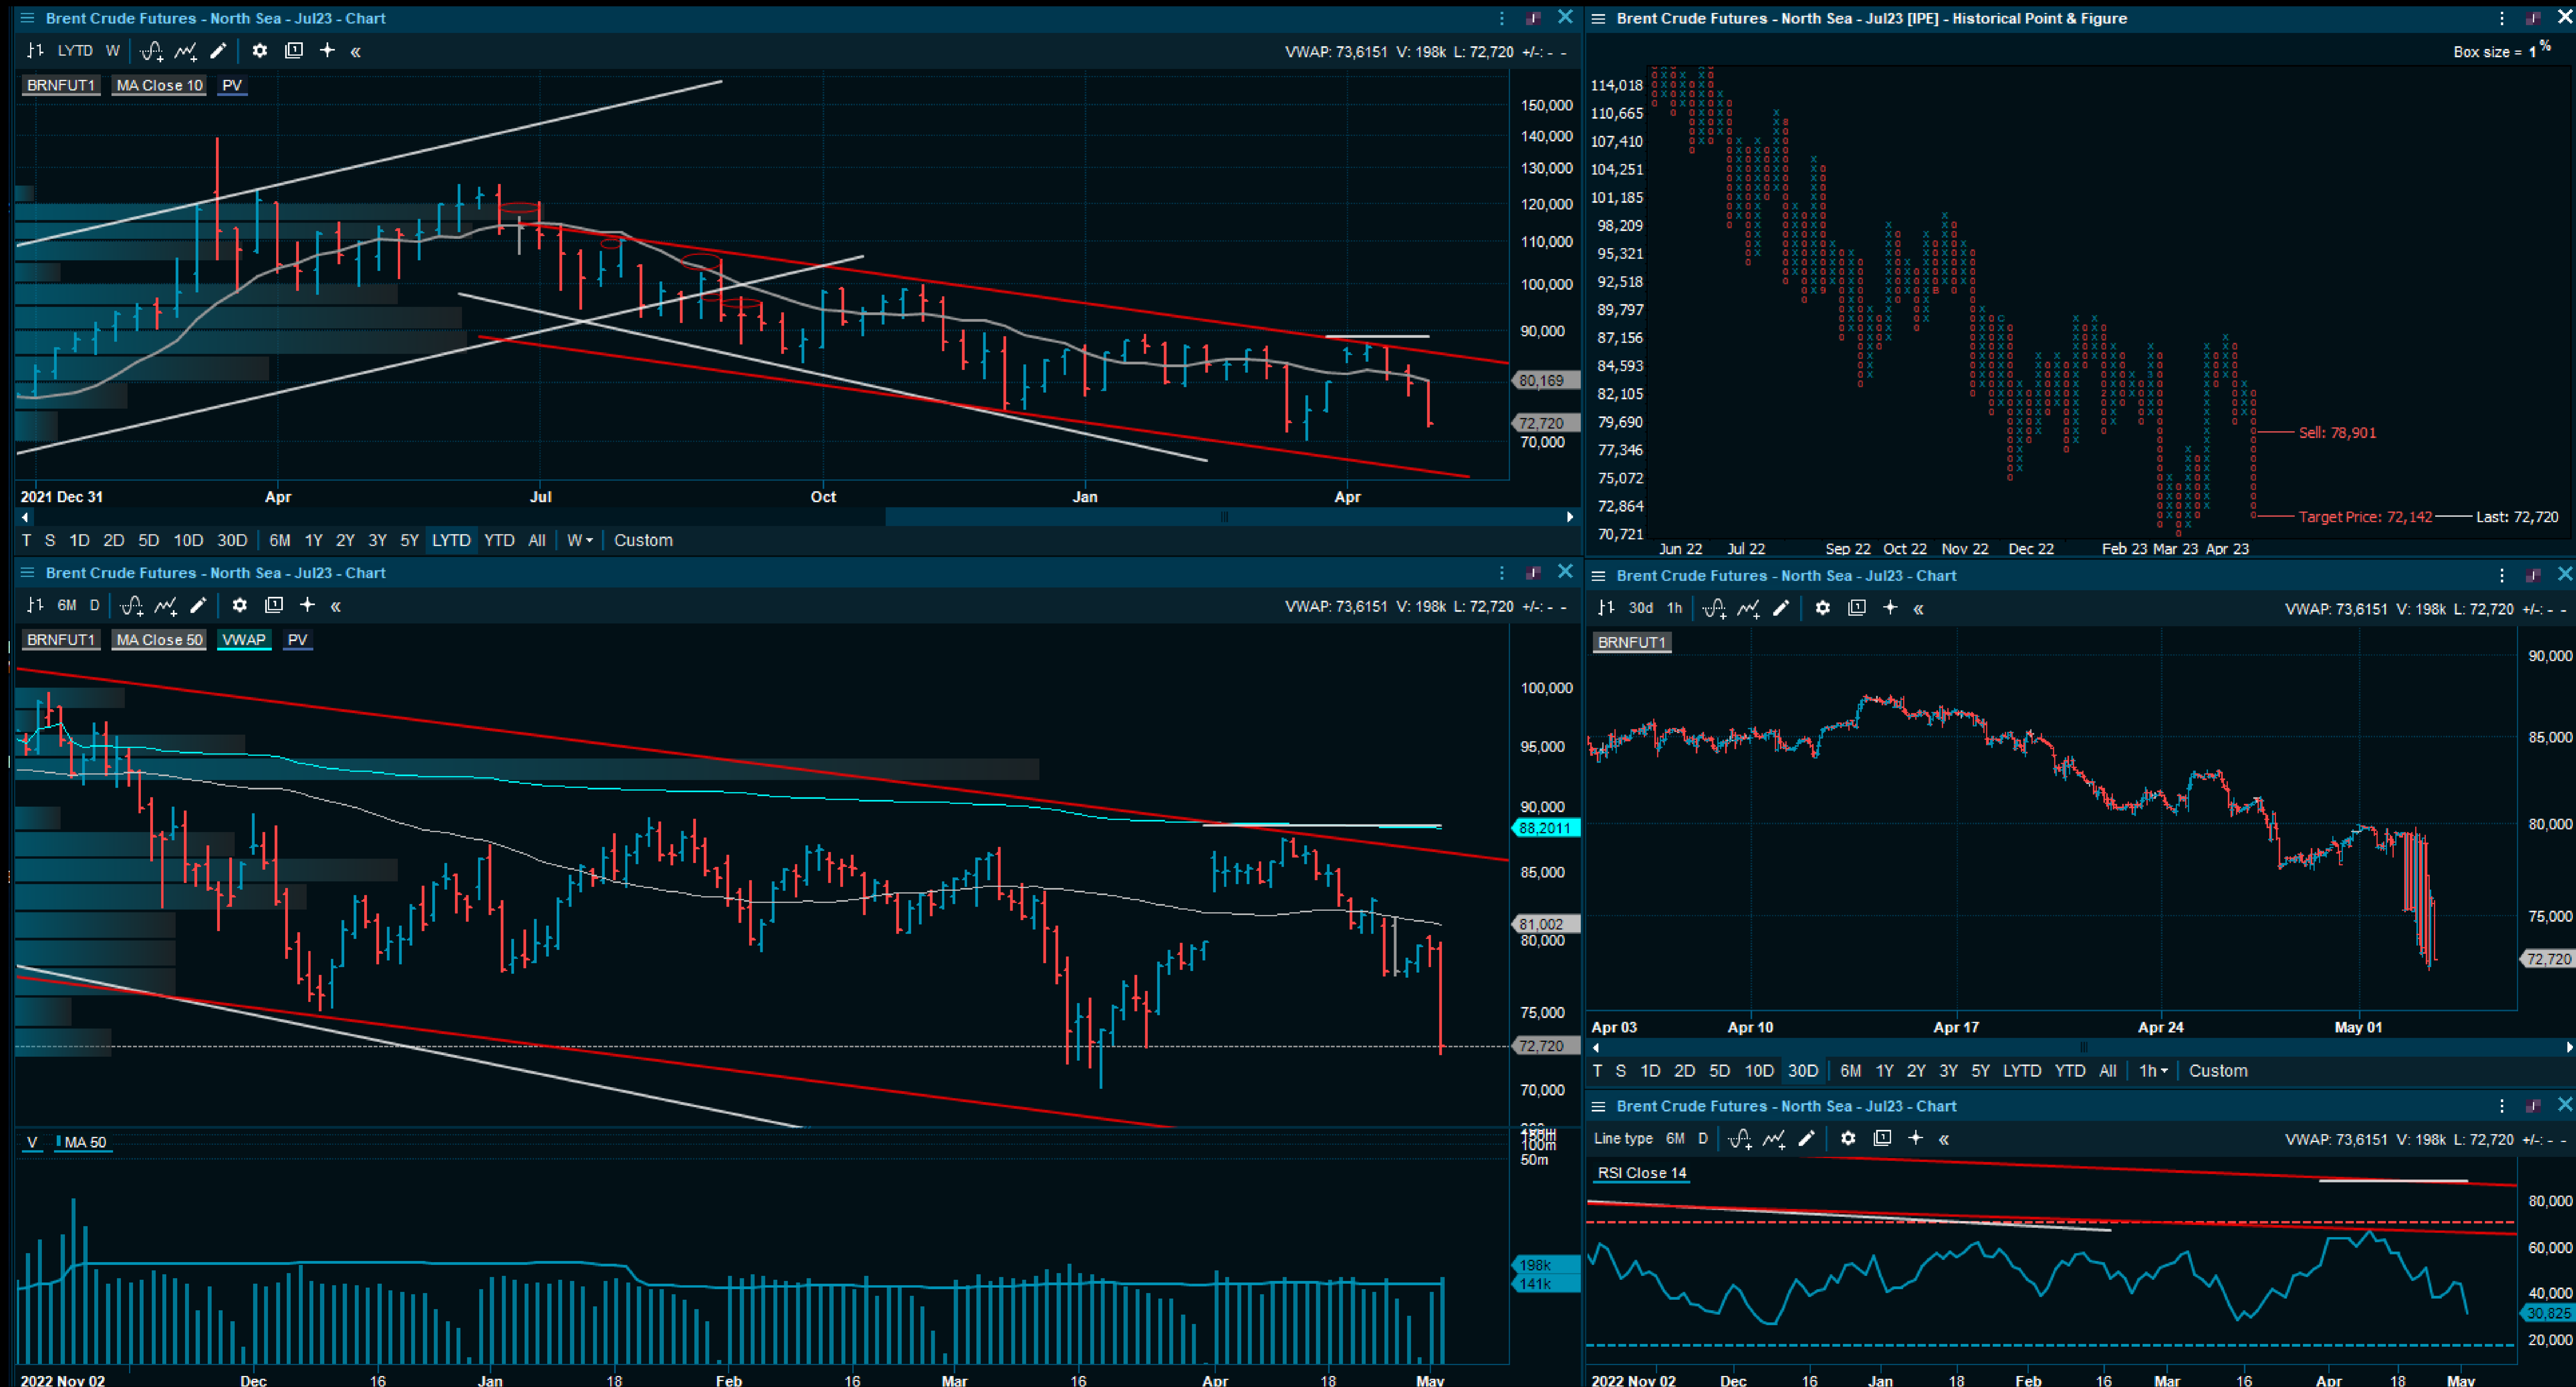 Brent Crude Futures - North Sea - Jul23 - Chart
LYTD W
VWAP: 73,6151 V: 198k L: 72,720 +/-: - -
BRNFUT1 MA Close 10 PV
150,000
140,000
130,000
120,000
110,000
100,000
90,000
80,169
72,720
70,000
2021 Dec 31 Apr Jul Oct Jan Apr
T S 1D 2D 5D 10D 30D 6M 1Y 2Y 3Y 5Y LYTD YTD All W Custom
Brent Crude Futures - North Sea - Jul23 [IPE] - Historical Point & Figure
Box size = 1 %
114,018
110,665
107,410
104,251
101,185
98,209
95,321
92,518
89,797
87,156
84,593
82,105
79,690
77,346
75,072
72,864
70,721
Sell: 78,901
Target Price: 72,142 Last: 72,720
Jun 22 Jul 22 Sep 22 Oct 22 Nov 22 Dec 22 Feb 23 Mar 23 Apr 23
Brent Crude Futures - North Sea - Jul23 - Chart
6M D
VWAP: 73,6151 V: 198k L: 72,720 +/-: - -
BRNFUT1 MA Close 50 VWAP PV
100,000
95,000
90,000
88,2011
85,000
81,002
80,000
75,000
72,720
70,000
V MA 50
100m
50m
198k
141k
2022 Nov 02 Dec 16 Jan 18 Feb 16 Mar 16 Apr 18 May
Brent Crude Futures - North Sea - Jul23 - Chart
30d 1h
VWAP: 73,6151 V: 198k L: 72,720 +/-: - -
BRNFUT1
90,000
85,000
80,000
75,000
72,720
Apr 03 Apr 10 Apr 17 Apr 24 May 01
T S 1D 2D 5D 10D 30D 6M 1Y 2Y 3Y 5Y LYTD YTD All 1h Custom
Brent Crude Futures - North Sea - Jul23 - Chart
Line type 6M D
VWAP: 73,6151 V: 198k L: 72,720 +/-: - -
RSI Close 14
80,000
60,000
40,000
30,825
20,000
2022 Nov 02 Dec 16 Jan 18 Feb 16 Mar 16 Apr 18 May